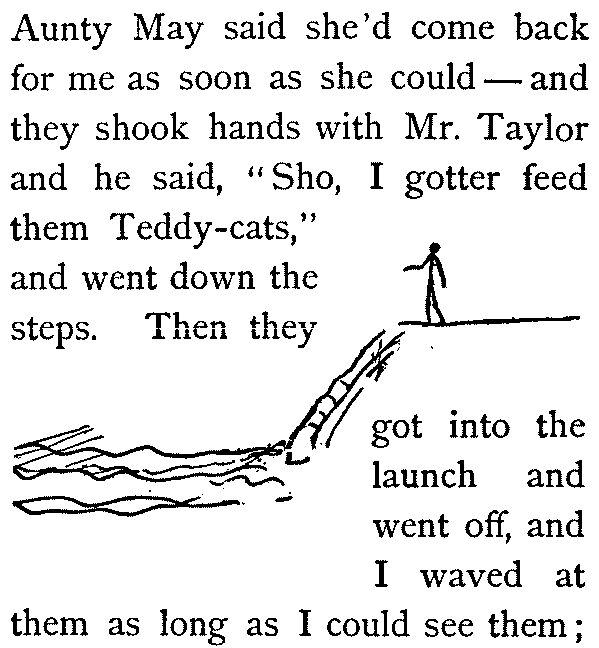 Aunty May said she'd come back
for me as soon as she could — and
they shook hands with Mr. Taylor
and he said, "Sho, I gotter feed
them Teddy-cats,"
and went down the
steps. Then they
got into the
launch and
went off, and
I waved at
them as long as I could see them;